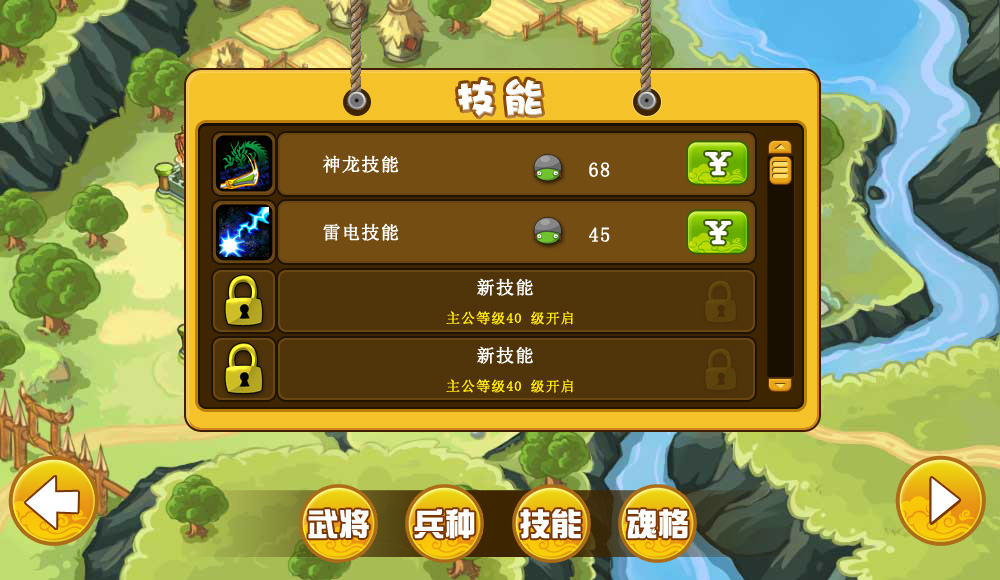 技能
神龙技能 68 ¥
雷电技能 45 ¥
新技能
主公等级40 级开启
新技能
主公等级40 级开启
武将 兵种 技能 魂格